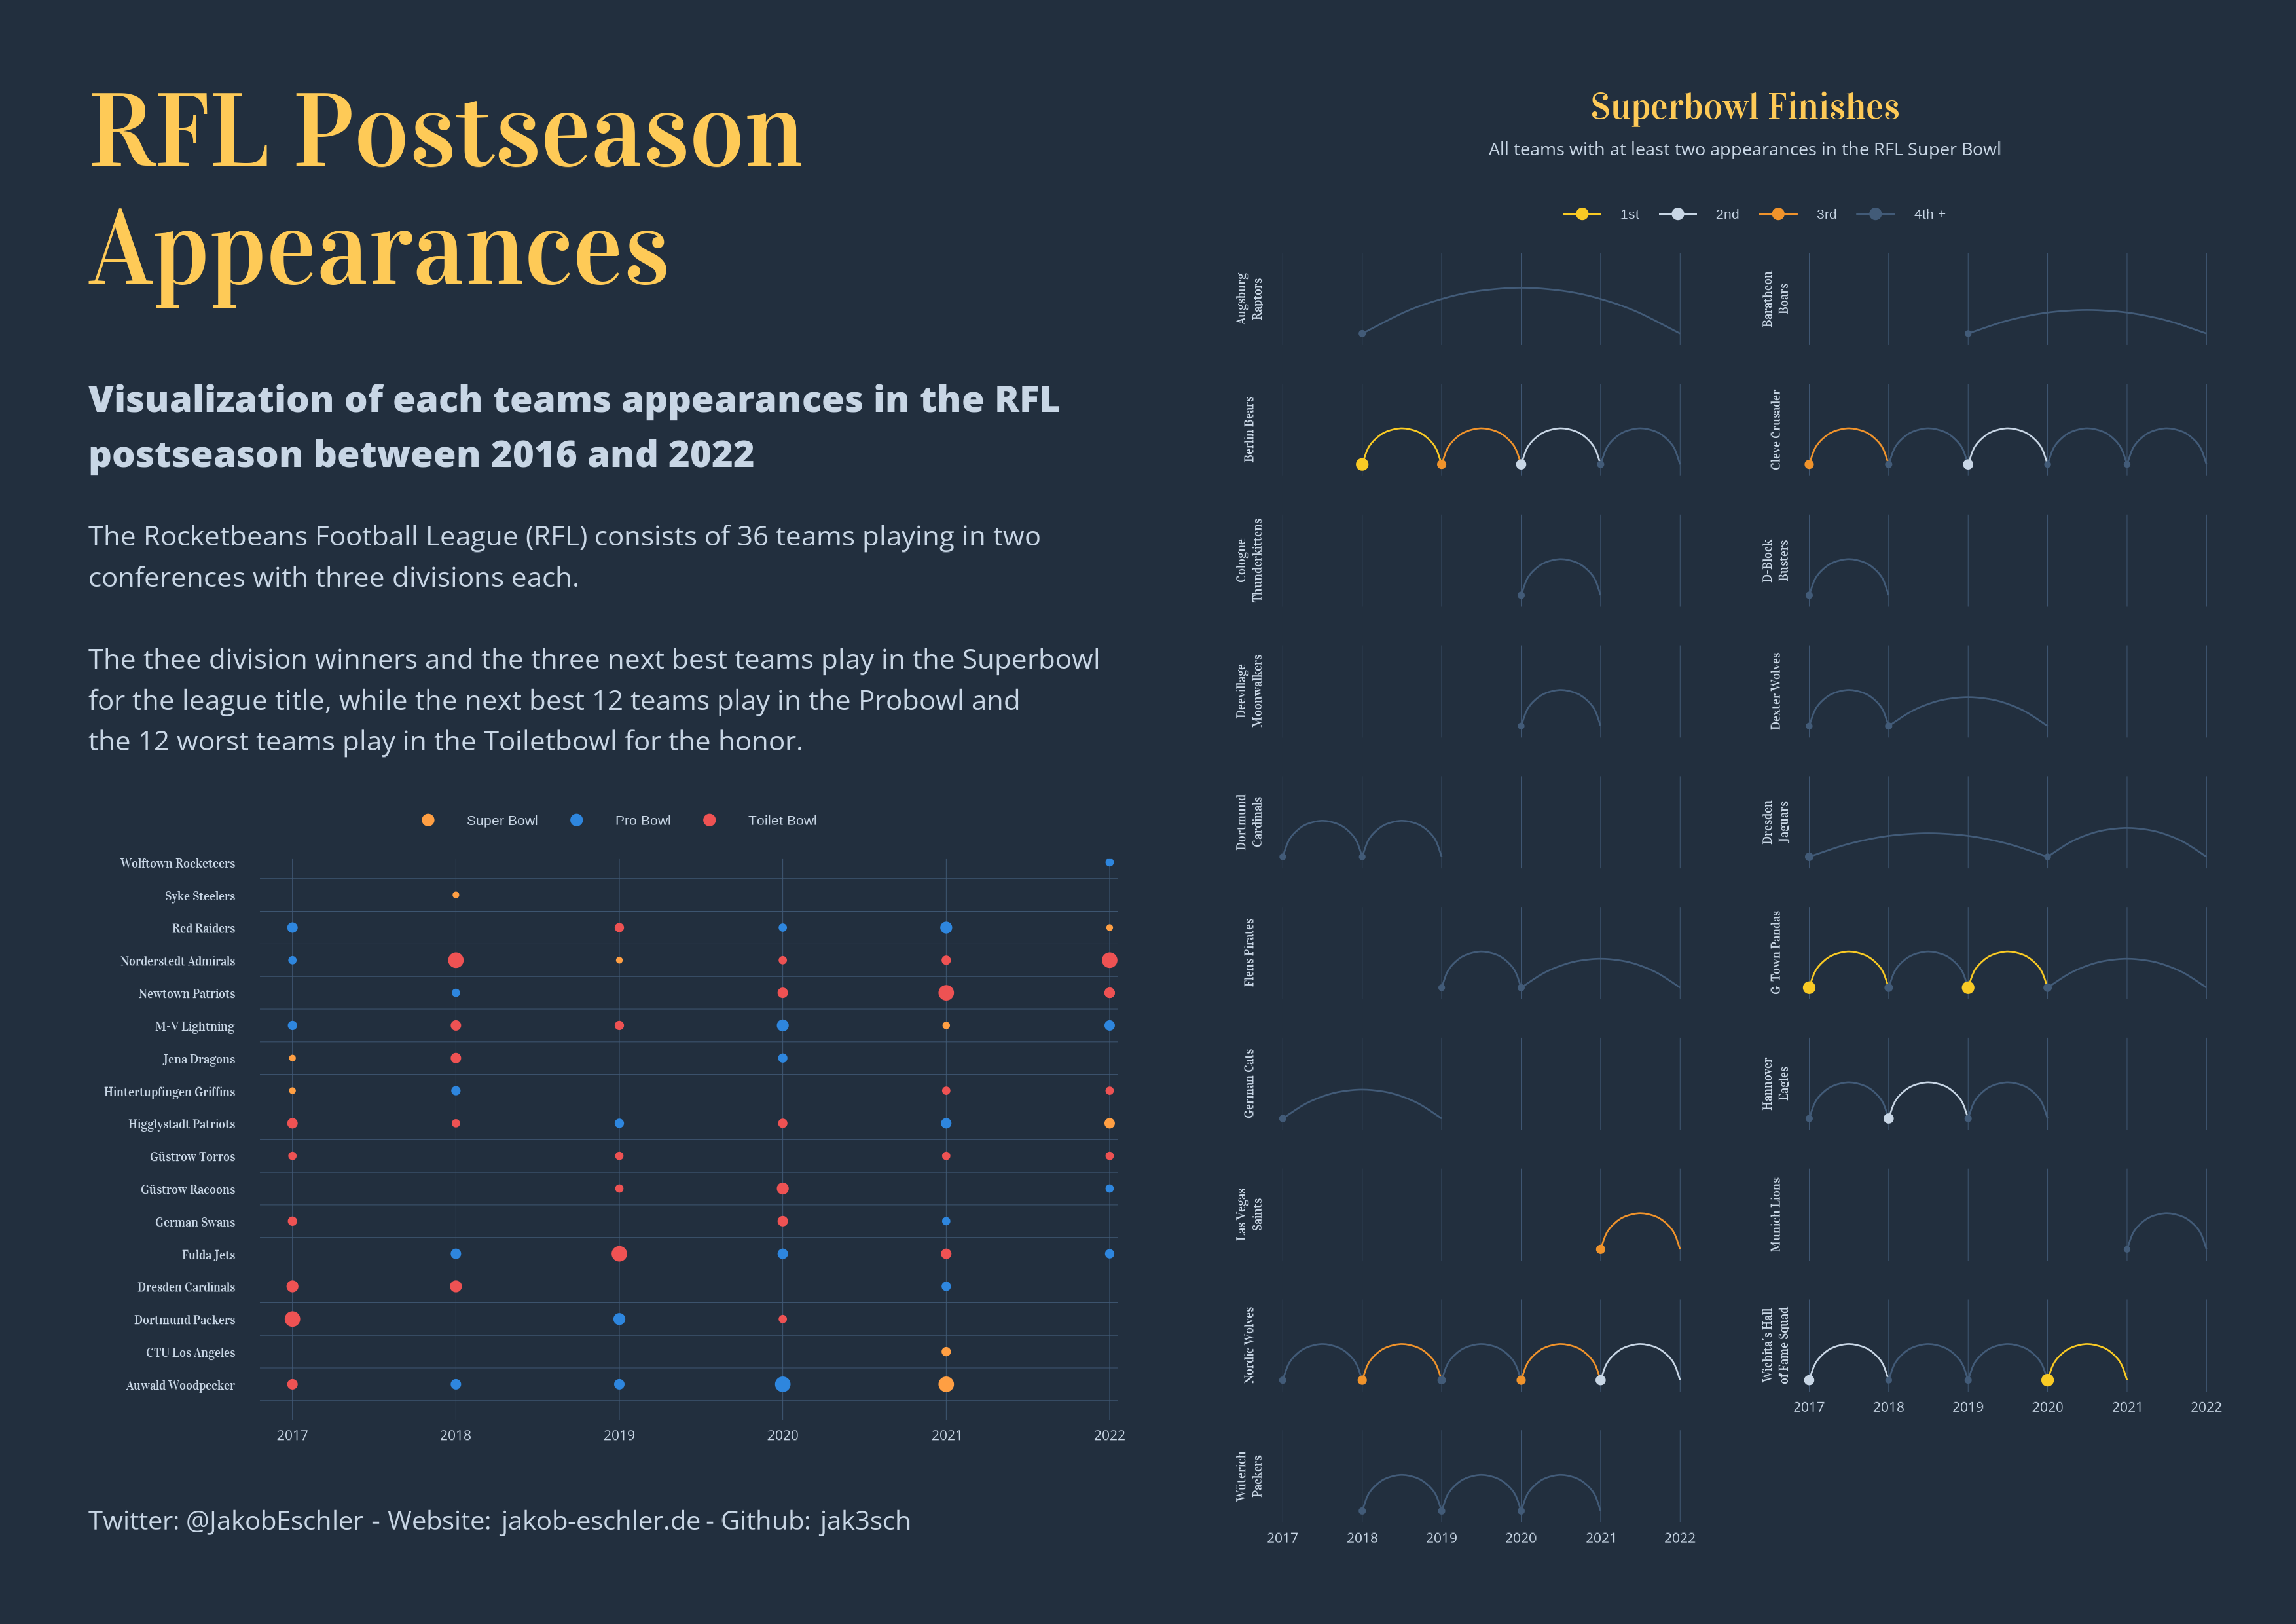 RFL Postseason
Appearances
Visualization of each teams appearances in the RFL
postseason between 2016 and 2022
The Rocketbeans Football League (RFL) consists of 36 teams playing in two
conferences with three divisions each.
The thee division winners and the three next best teams play in the Superbowl
for the league title, while the next best 12 teams play in the Probowl and
the 12 worst teams play in the Toiletbowl for the honor.
Super Bowl Pro Bowl Toilet Bowl
Wolftown Rocketeers
Syke Steelers
Red Raiders
Norderstedt Admirals
Newtown Patriots
M-V Lightning
Jena Dragons
Hintertupfingen Griffins
Higglystadt Patriots
Güstrow Torros
Güstrow Racoons
German Swans
Fulda Jets
Dresden Cardinals
Dortmund Packers
CTU Los Angeles
Auwald Woodpecker
2017 2018 2019 2020 2021 2022
Twitter: @JakobEschler - Website: jakob-eschler.de - Github: jak3sch
Superbowl Finishes
All teams with at least two appearances in the RFL Super Bowl
1st 2nd 3rd 4th +
Augsburg
Raptors
Baratheon
Boars
Berlin Bears
Cleve Crusader
Cologne
Thunderkittens
D-Block
Busters
Deevillage
Moonwalkers
Dexter Wolves
Dortmund
Cardinals
Dresden
Jaguars
Flens Pirates
G-Town Pandas
German Cats
Hannover
Eagles
Las Vegas
Saints
Munich Lions
Nordic Wolves
Wichita´s Hall
of Fame Squad
2017 2018 2019 2020 2021 2022
Wüterich
Packers
2017 2018 2019 2020 2021 2022